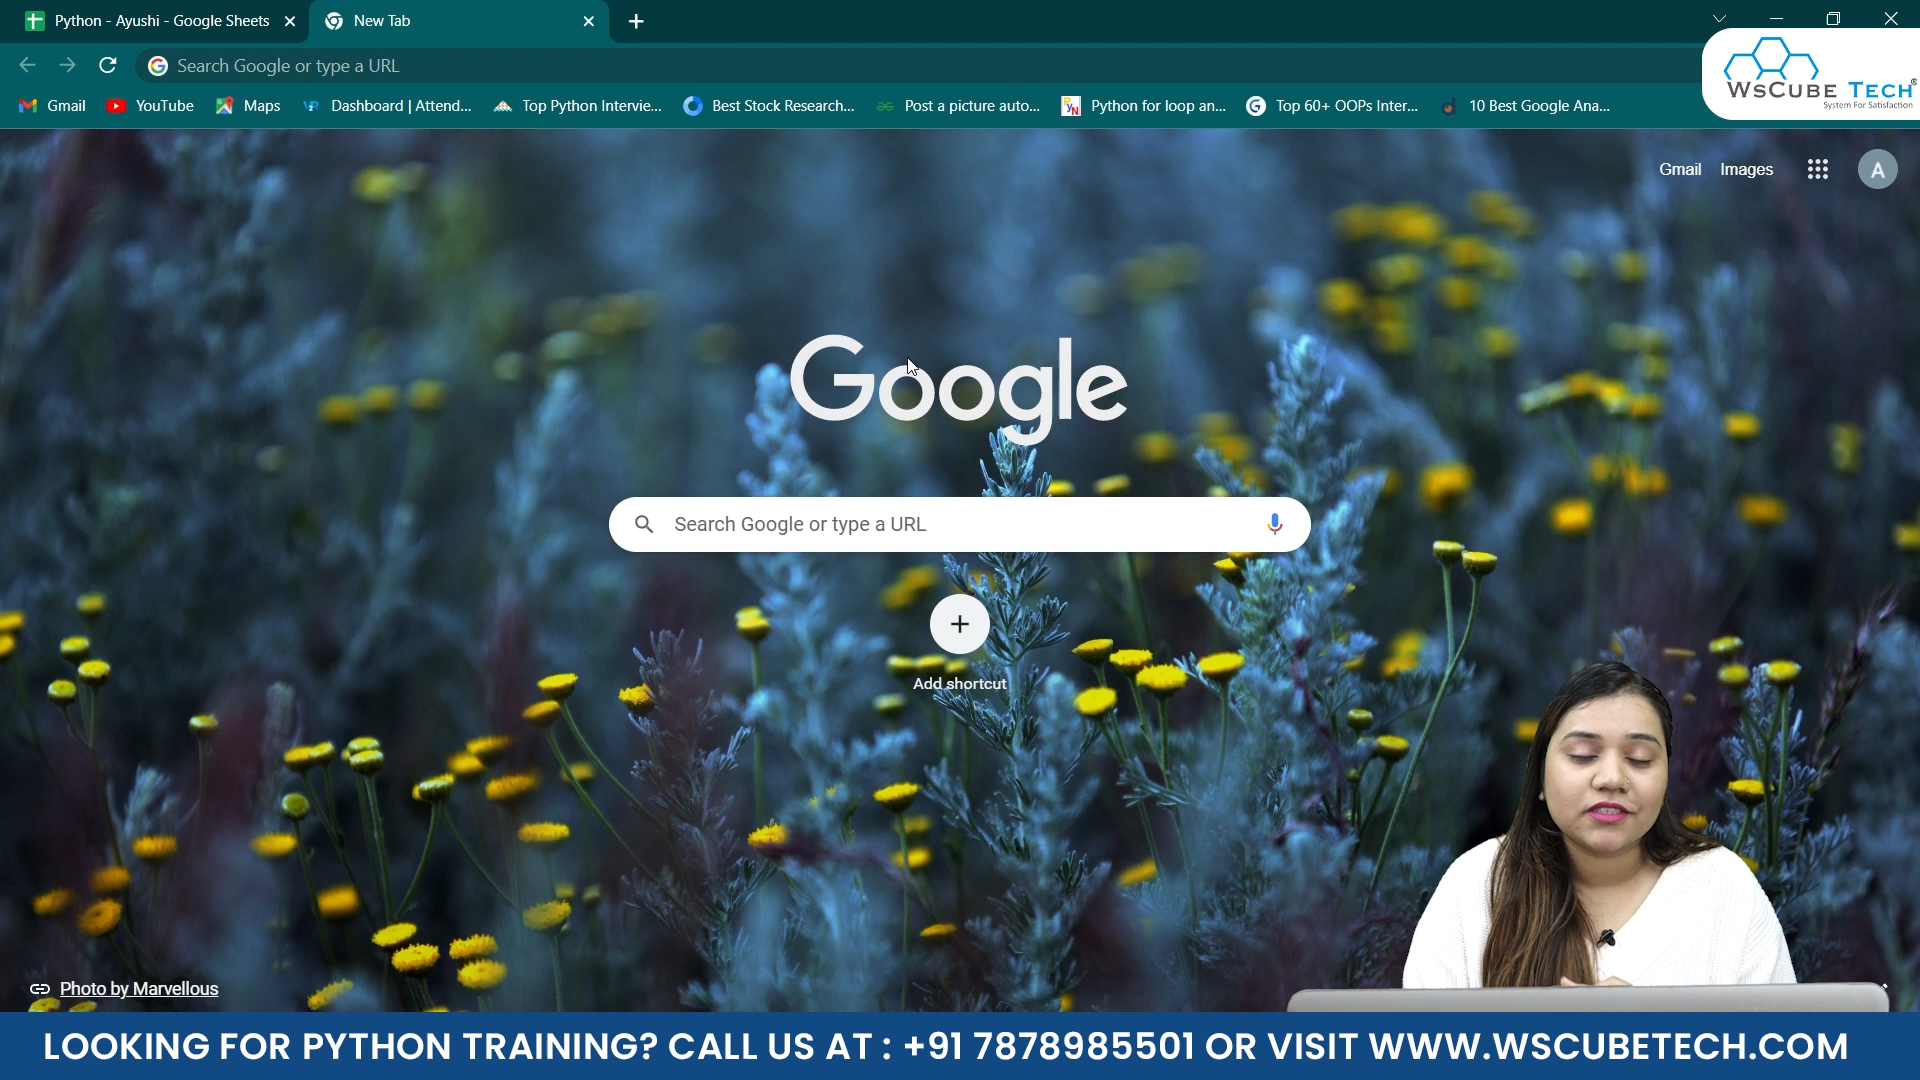 Python - Ayushi - Google Sheets
New Tab
Search Google or type a URL
Gmail
YouTube
Maps
Dashboard | Attend...
Top Python Intervie...
Best Stock Research...
Post a picture auto...
Python for loop an...
Top 60+ OOPs Inter...
10 Best Google Ana...
WsCube Tech
System For Satisfaction
Gmail
Images
A
Google
Search Google or type a URL
Add shortcut
Photo by Marvellous
LOOKING FOR PYTHON TRAINING? CALL US AT : +91 7878985501 OR VISIT WWW.WSCUBETECH.COM